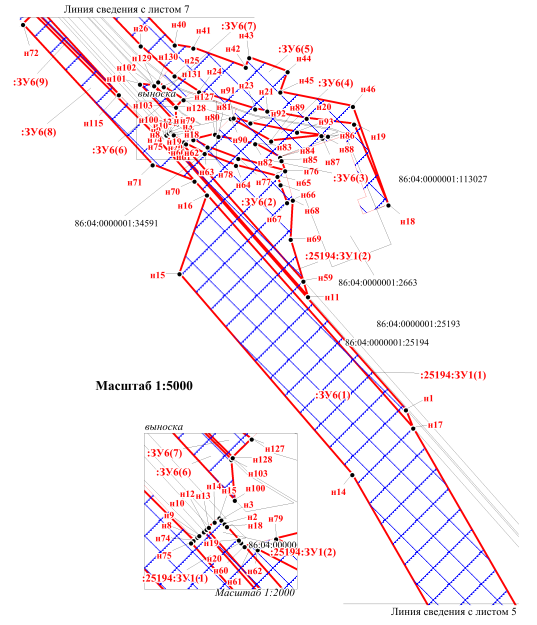 Линия сведения с листом 7
н40
н41
н43
н26
:ЗУ6(7)
н42
н44
:ЗУ6(5)
н72
н129
н130
н25
н102
н24
н45
н101
н131
:ЗУ6(9)
н23
:ЗУ6(4)
выноска
н91
н21
н127
н46
н103
н128
н81
н89
н20
н92
н115
н100
н80
н93
н19
:ЗУ6(8)
н79
н86
н90
н83
н84
н88
:ЗУ6(6)
н75
н82
н85
н87
н71
н63
н76
:ЗУ6(3)
н64
н78
н77
н65
86:04:0000001:113027
н70
н16
:ЗУ6(2)
н66
н68
н18
86:04:0000001:34591
н69
н67
:25194:ЗУ1(2)
н15
н59
86:04:0000001:2663
н11
86:04:0000001:25193
86:04:0000001:25194
:25194:ЗУ1(1)
Масштаб 1:5000
:ЗУ6(1)
н1
н17
выноска
н127
:ЗУ6(7)
н128
:ЗУ6(6)
н103
н14
н15
н100
н12
н13
н10
н3
н9
н2
н8
н18
н79
н74
н19
86:04:00000
н75
:25194:ЗУ1(2)
н20
:25194:ЗУ1(1)
н60
н62
н61
Масштаб 1:2000
н14
Линия сведения с листом 5